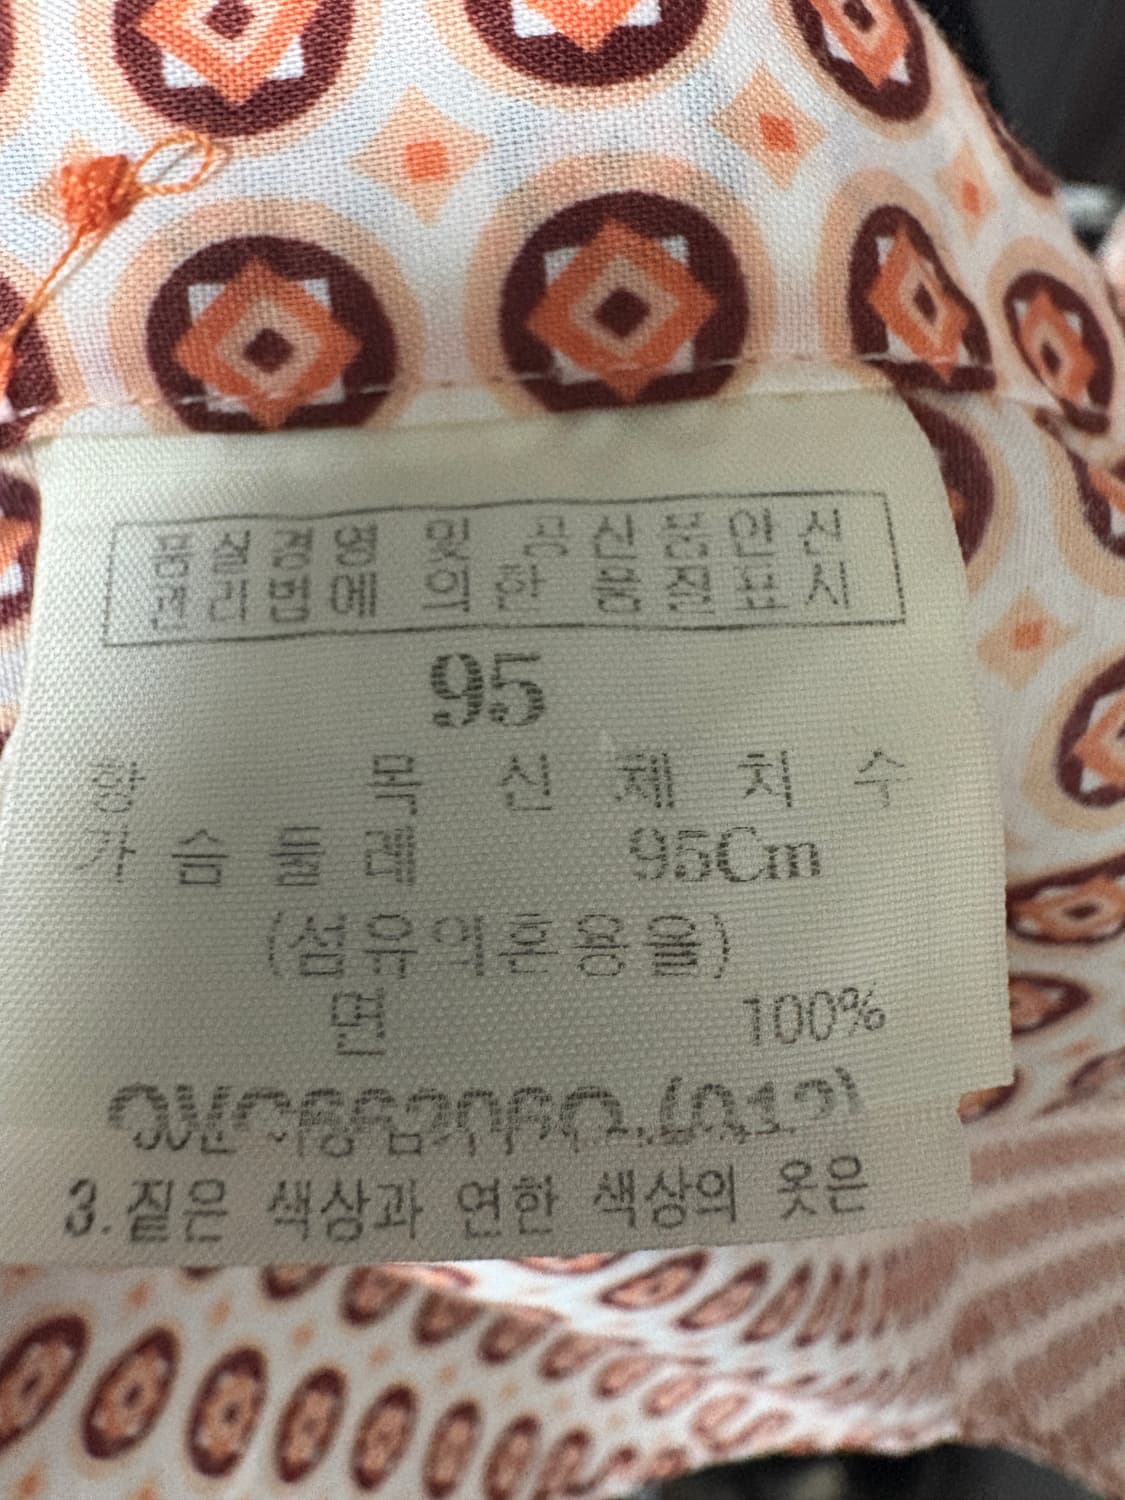 품질경영 및 공산품안전
관리법에 의한 품질표시
95
항 목 신 체 치 수
가 슴 둘 레 95Cm
(섬유의혼용율)
면 100%
3.짙은 색상과 연한 색상의 옷은